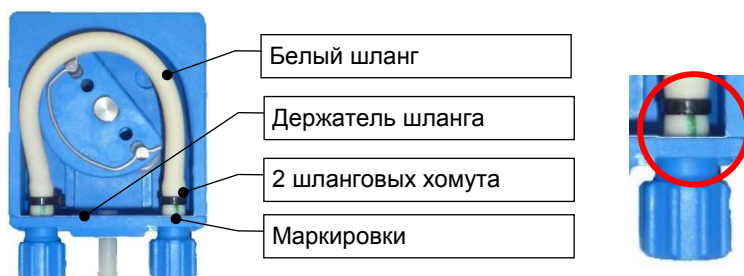 Белый шланг
Держатель шланга
2 шланговых хомута
Маркировки